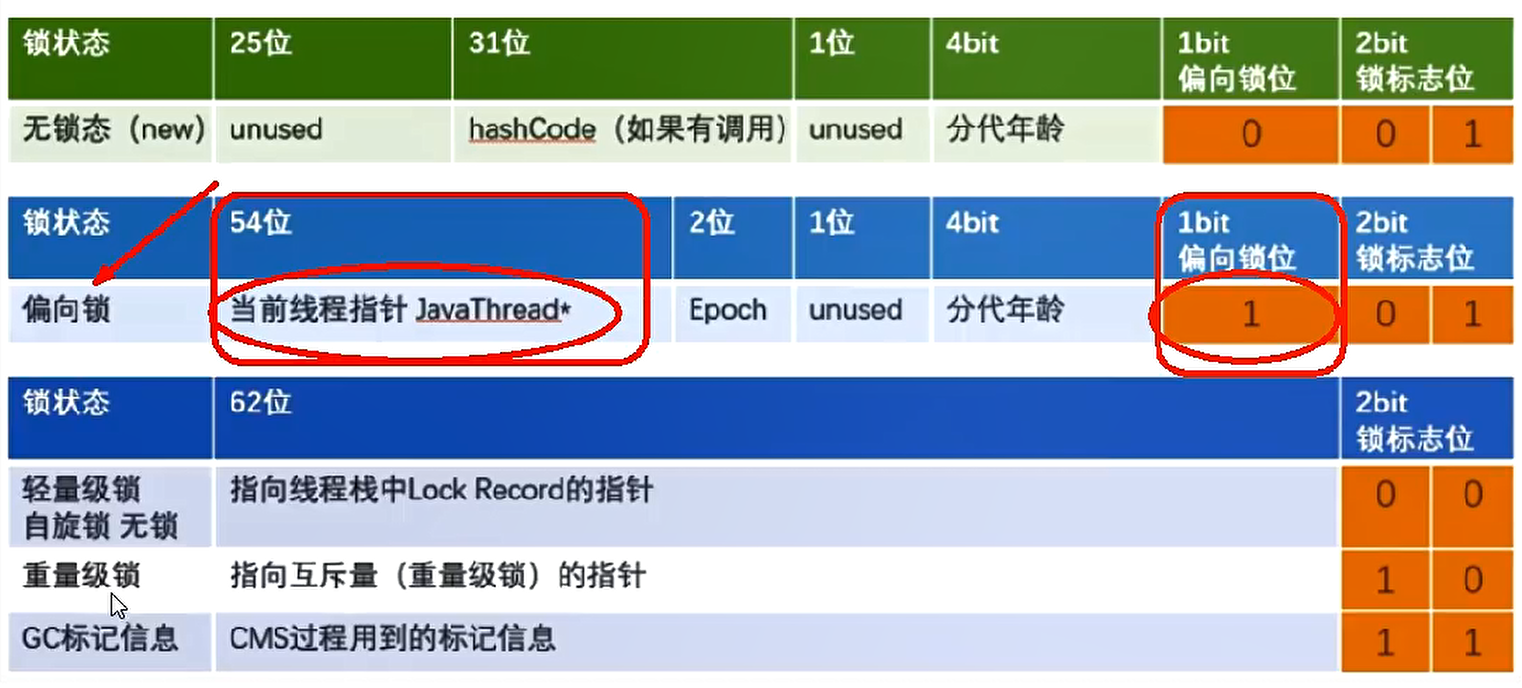 锁状态 25位 31位 1位 4bit 1bit 2bit
偏向锁位 锁标志位
无锁态（new） unused hashCode（如果有调用） unused 分代年龄 0 0 1
锁状态 54位 2位 1位 4bit 1bit 2bit
偏向锁位 锁标志位
偏向锁 当前线程指针 JavaThread* Epoch unused 分代年龄 1 0 1
锁状态 62位 2bit
锁标志位
轻量级锁 指向线程栈中Lock Record的指针 0 0
自旋锁 无锁
重量级锁 指向互斥量（重量级锁）的指针 1 0
GC标记信息 CMS过程用到的标记信息 1 1